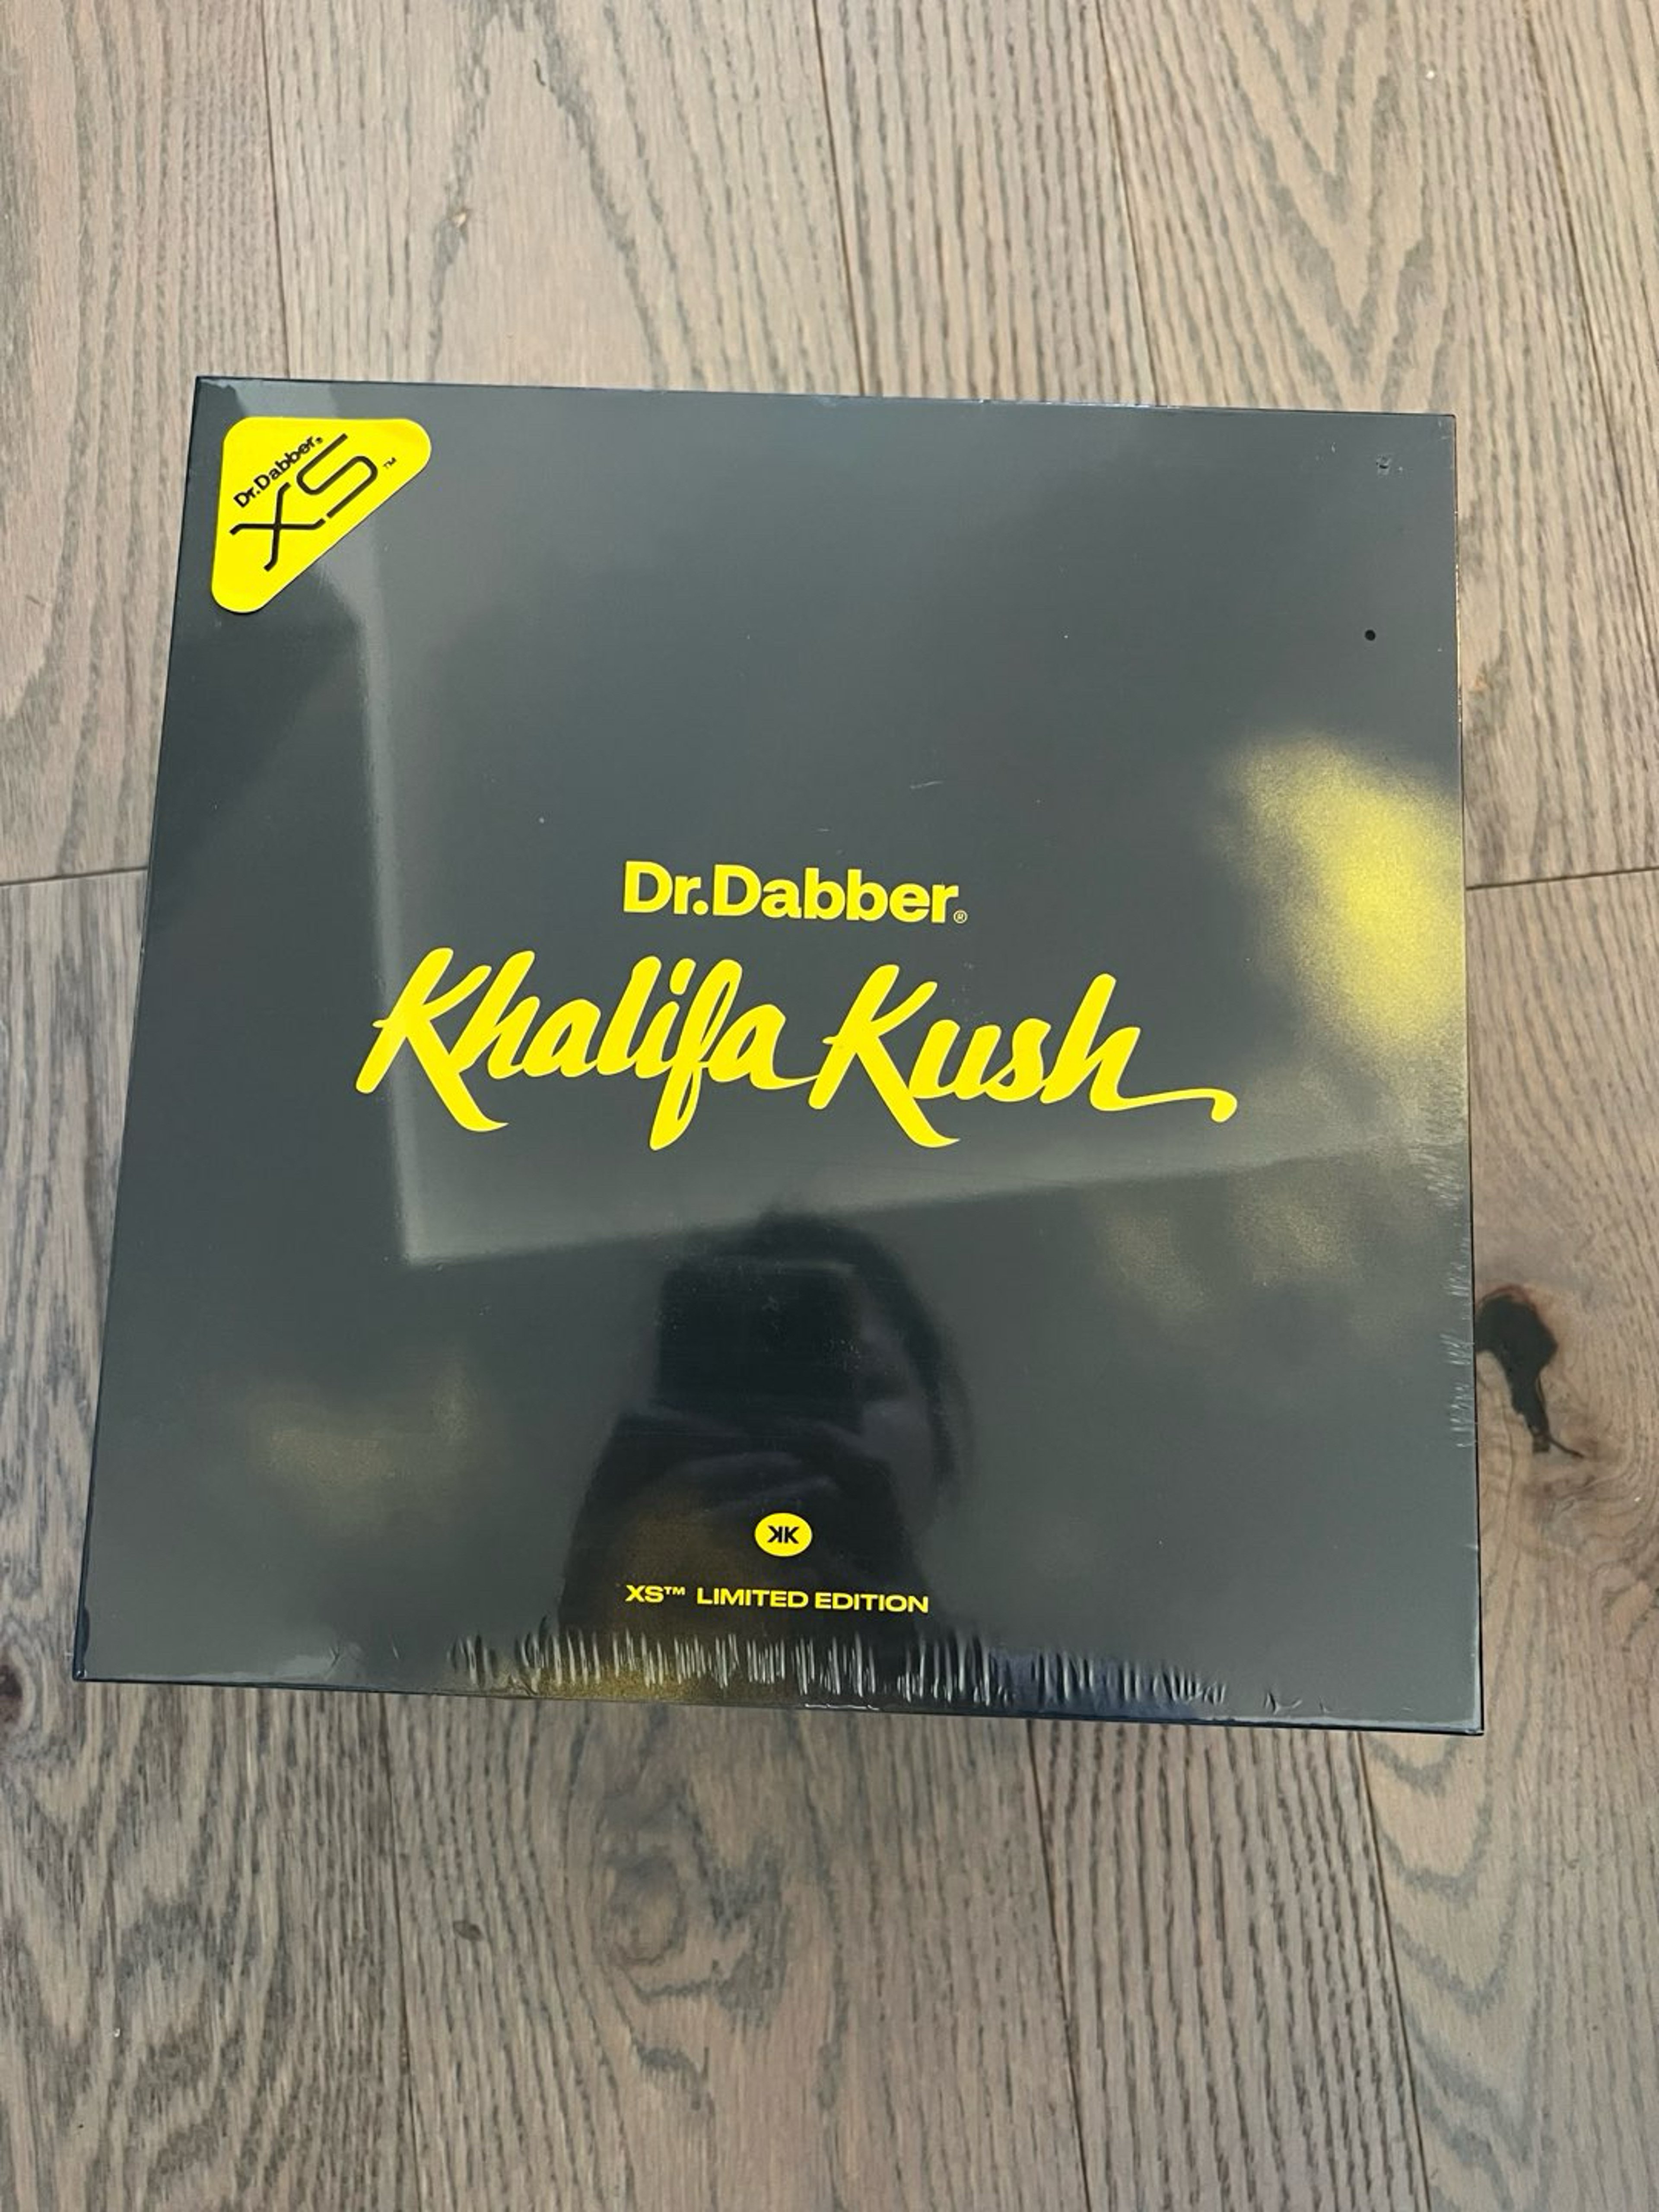 Dr.Dabber®
XS™
Dr.Dabber®
Khalifa Kush
KK
XS™ LIMITED EDITION